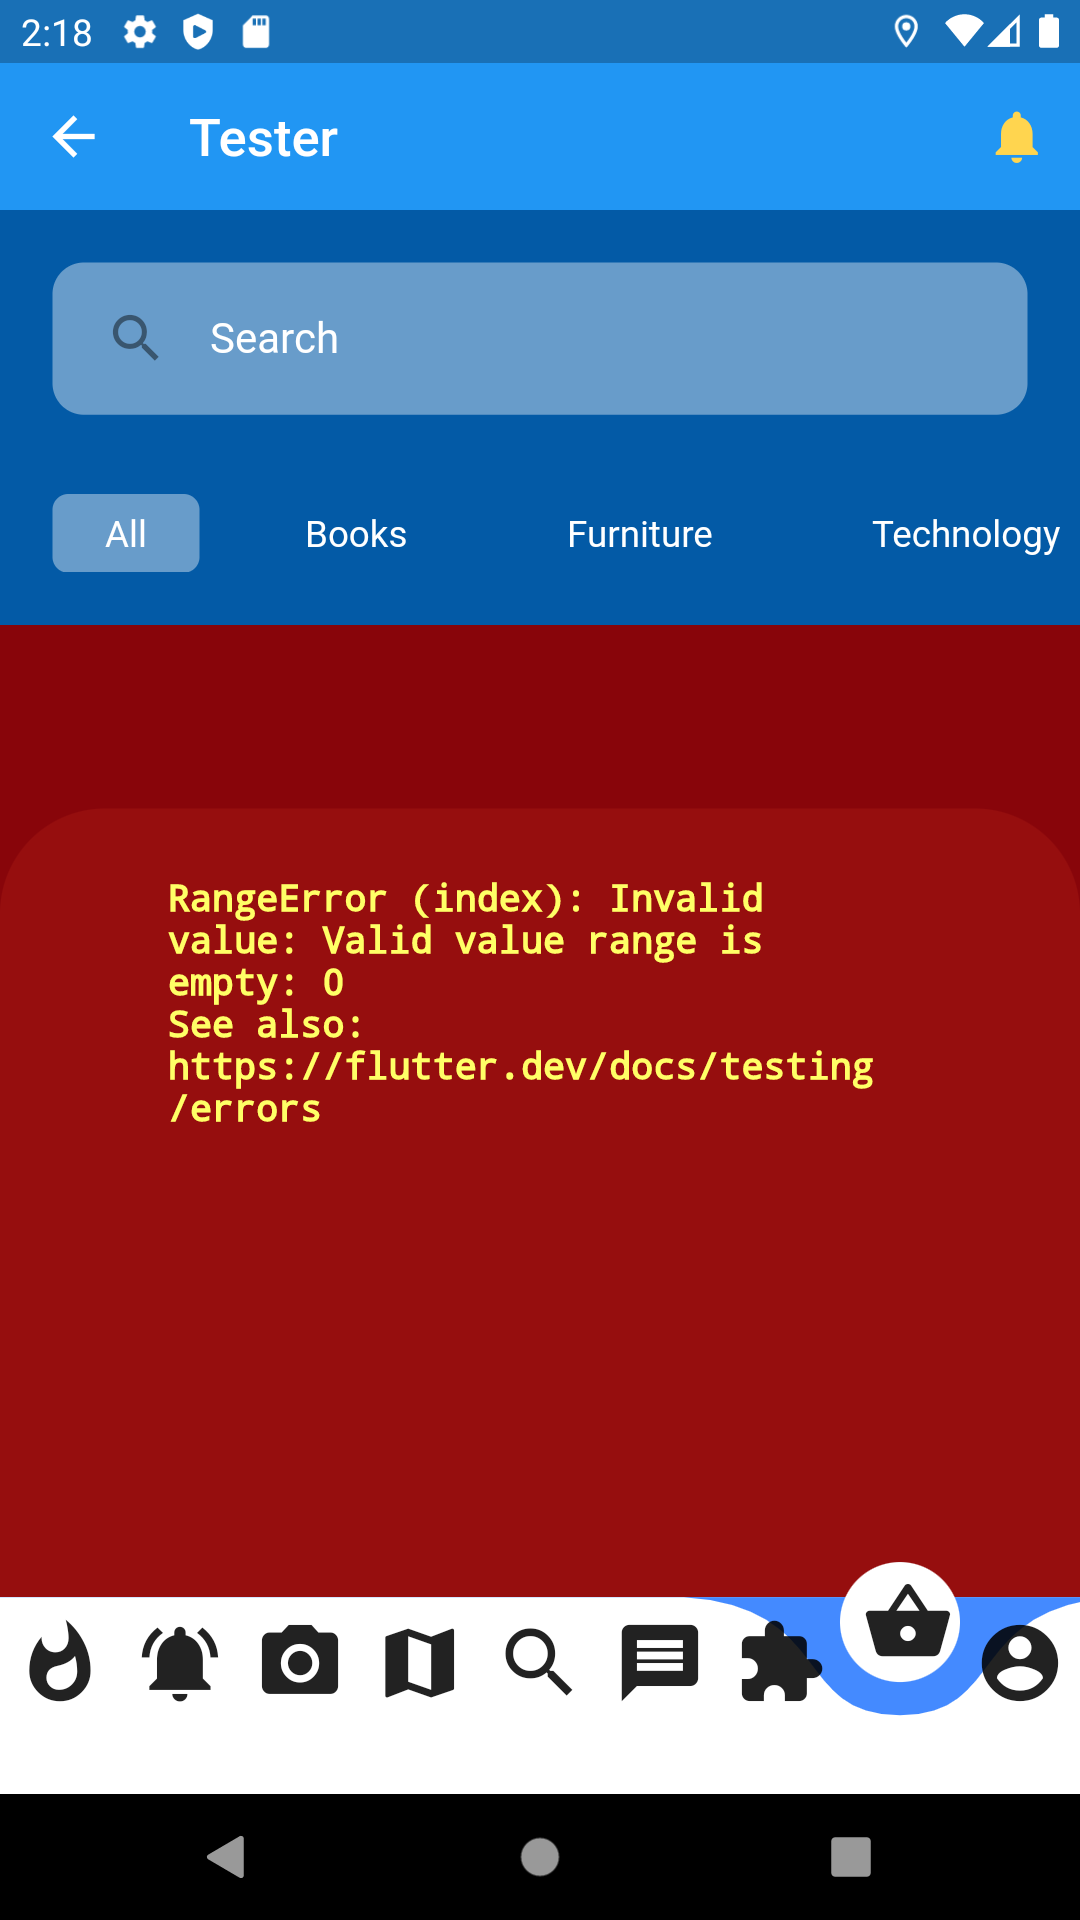 2:18
Tester
Search
All Books Furniture Technology
RangeError (index): Invalid
value: Valid value range is
empty: 0
See also:
https://flutter.dev/docs/testing
/errors